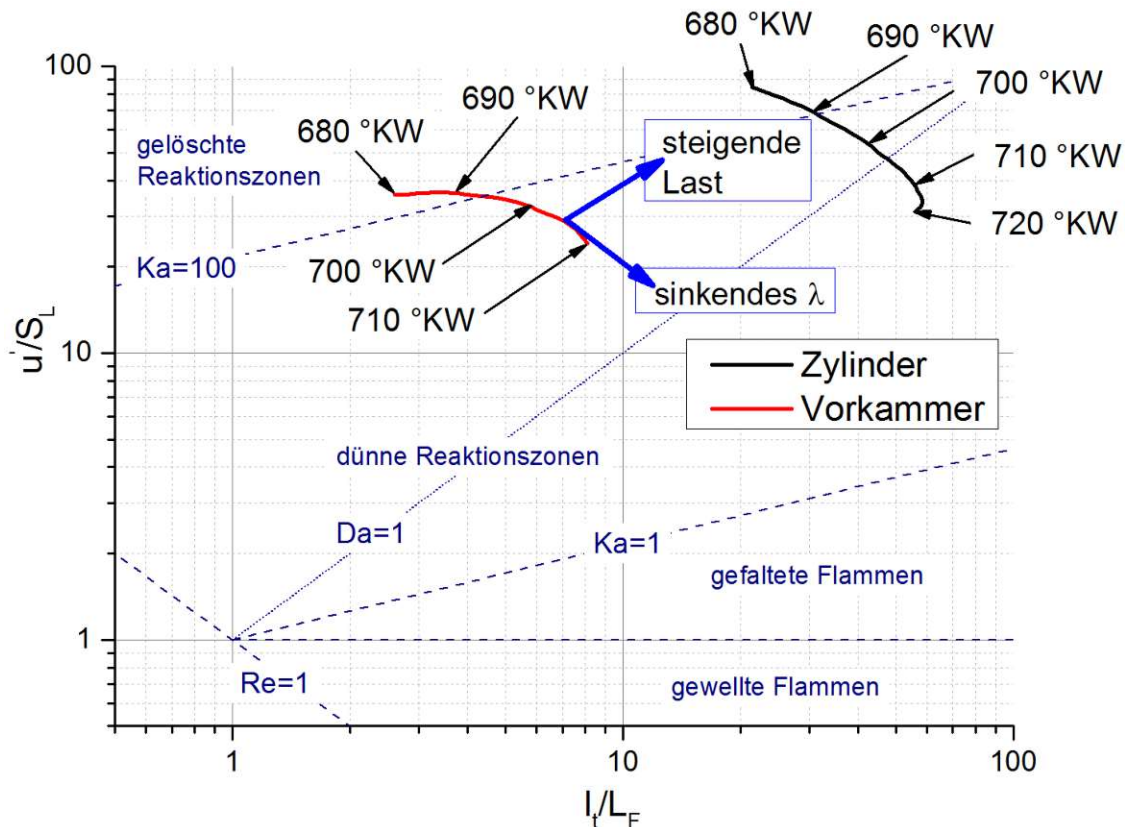 680 °KW
690 °KW
700 °KW
710 °KW
720 °KW
690 °KW
680 °KW
700 °KW
710 °KW
gelöschte
Reaktionszonen
steigende
Last
sinkendes λ
Ka=100
Zylinder
Vorkammer
dünne Reaktionszonen
Da=1
Ka=1
gefaltete Flammen
Re=1
gewellte Flammen
100
10
1
u'/S_L
1
10
100
l_t/L_F